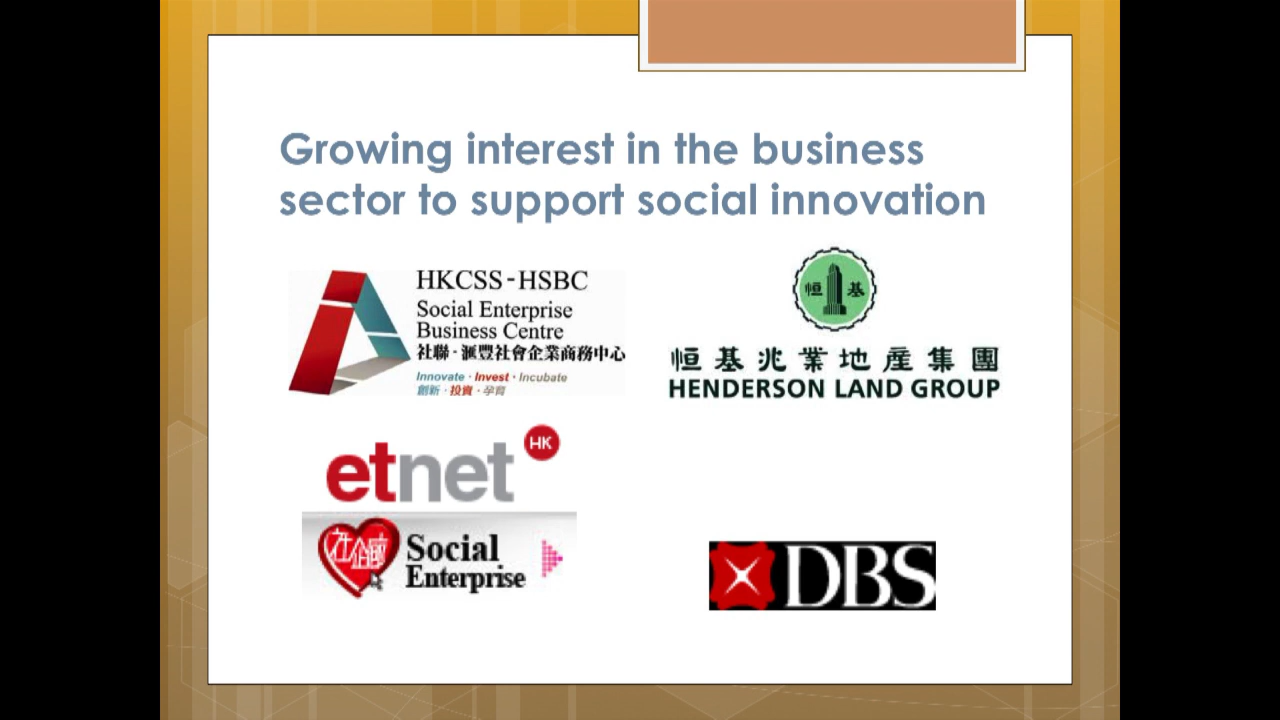 Growing interest in the business
sector to support social innovation
HKCSS-HSBC
Social Enterprise
Business Centre
社聯·滙豐社會企業商務中心
Innovate · Invest · Incubate
創新 · 投資 · 孕育
恒 基
恒基兆業地產集團
HENDERSON LAND GROUP
etnet HK
社企
Social
Enterprise
DBS